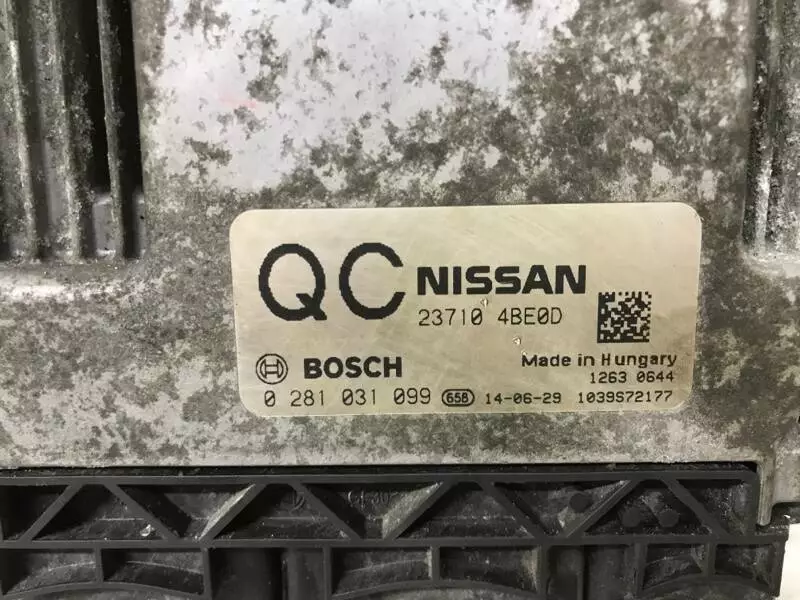 QC NISSAN
23710 4BE0D
BOSCH
Made in Hungary
1263 0644
0 281 031 099 658 14-06-29 1039S72177